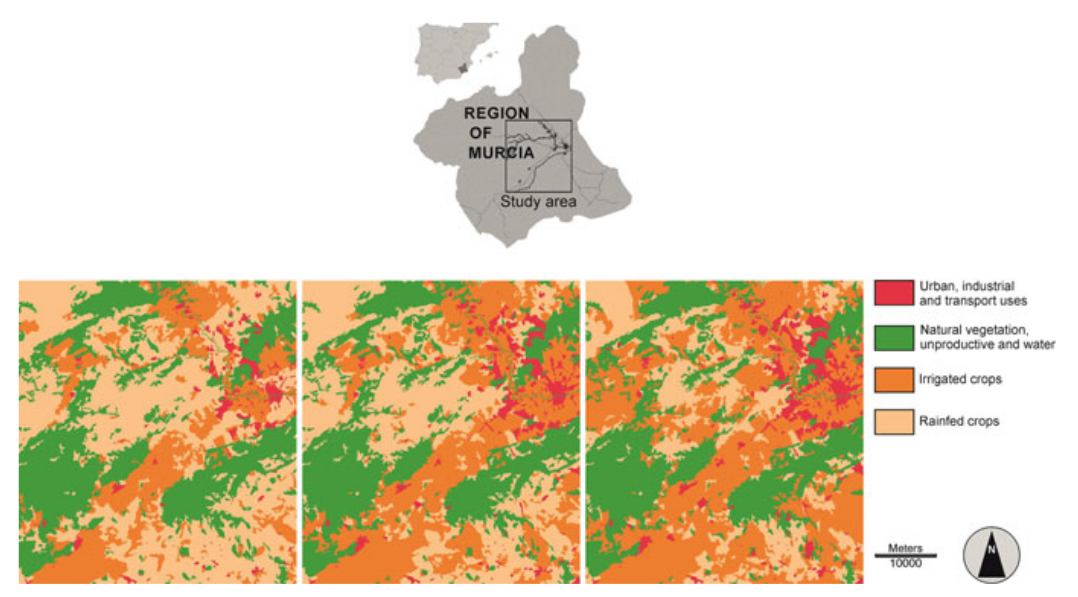 REGION
OF
MURCIA
Study area
Urban, industrial
and transport uses
Natural vegetation,
unproductive and water
Irrigated crops
Rainfed crops
Meters
10000
N